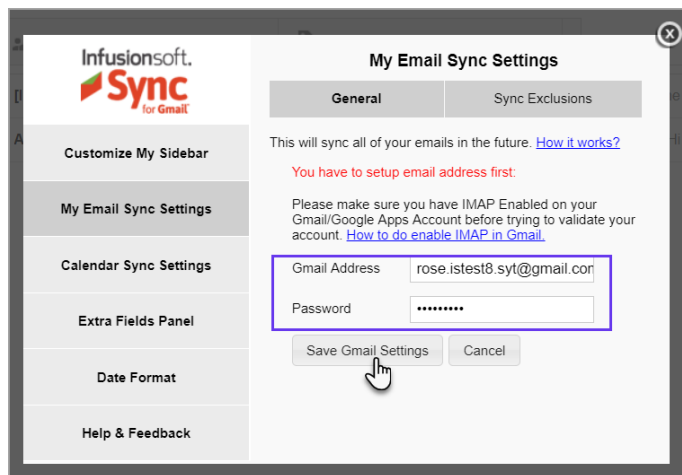 Infusionsoft.
Sync
for Gmail
Customize My Sidebar
My Email Sync Settings
Calendar Sync Settings
Extra Fields Panel
Date Format
Help & Feedback
My Email Sync Settings
General
Sync Exclusions
This will sync all of your emails in the future. How it works?
You have to setup email address first:
Please make sure you have IMAP Enabled on your
Gmail/Google Apps Account before trying to validate your
account. How to do enable IMAP in Gmail.
Gmail Address
rose.istest8.syt@gmail.con
Password
•••••••••
Save Gmail Settings
Cancel